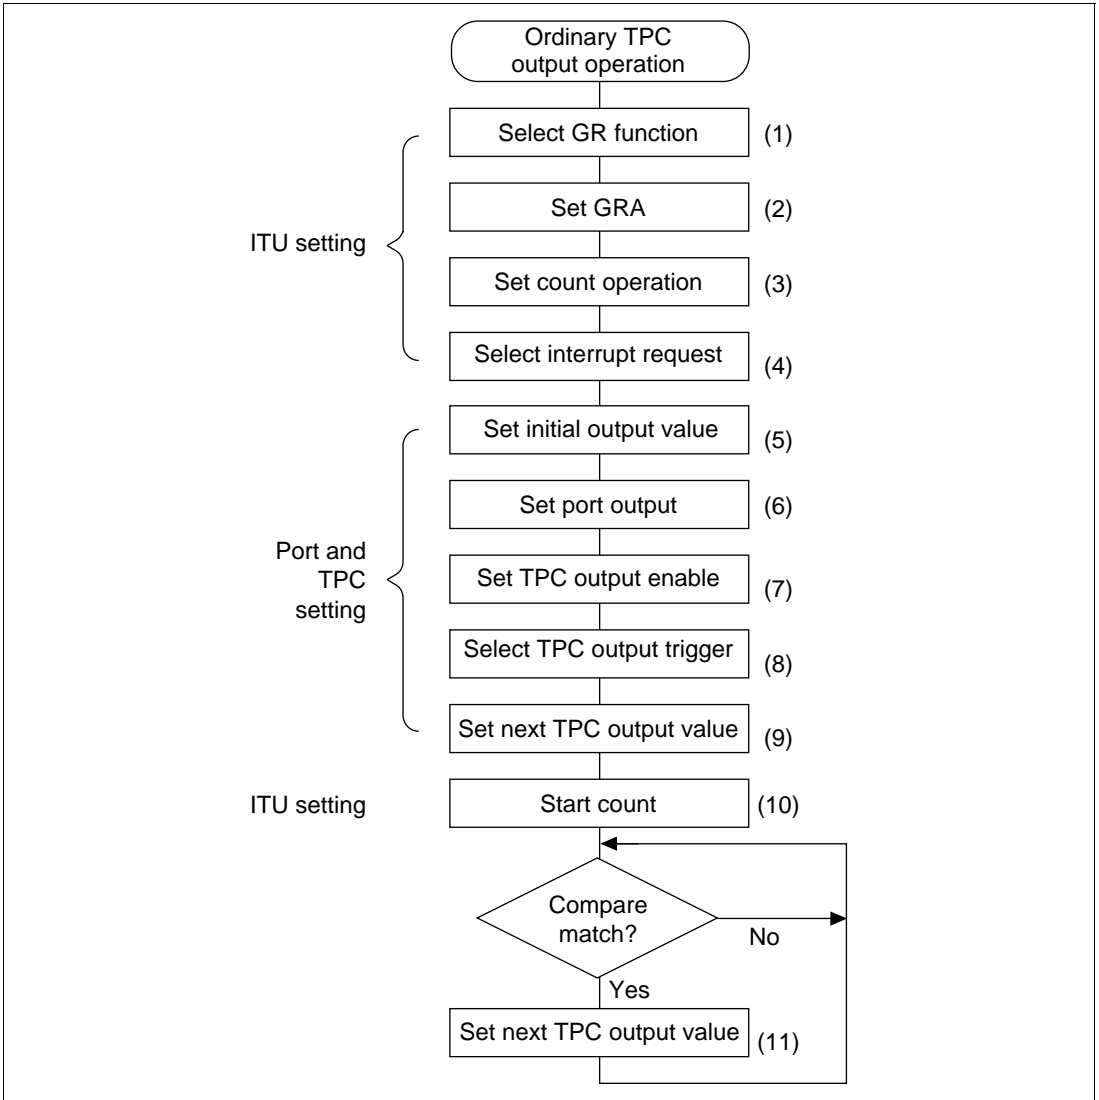 Ordinary TPC
output operation
Select GR function
(1)
Set GRA
(2)
ITU setting
Set count operation
(3)
Select interrupt request
(4)
Set initial output value
(5)
Set port output
(6)
Port and
TPC
setting
Set TPC output enable
(7)
Select TPC output trigger
(8)
Set next TPC output value
(9)
ITU setting
Start count
(10)
Compare
match?
No
Yes
Set next TPC output value
(11)